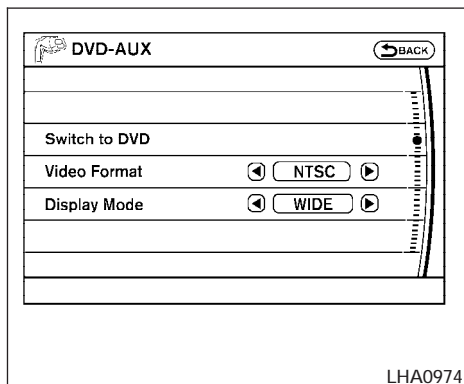 DVD-AUX BACK
Switch to DVD
Video Format NTSC
Display Mode WIDE
LHA0974